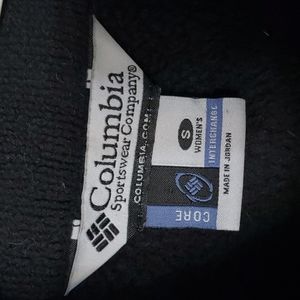 Columbia
Sportswear Company®
COLUMBIA.COM
S
WOMEN'S
INTERCHANGE
MADE IN JORDAN
CORE